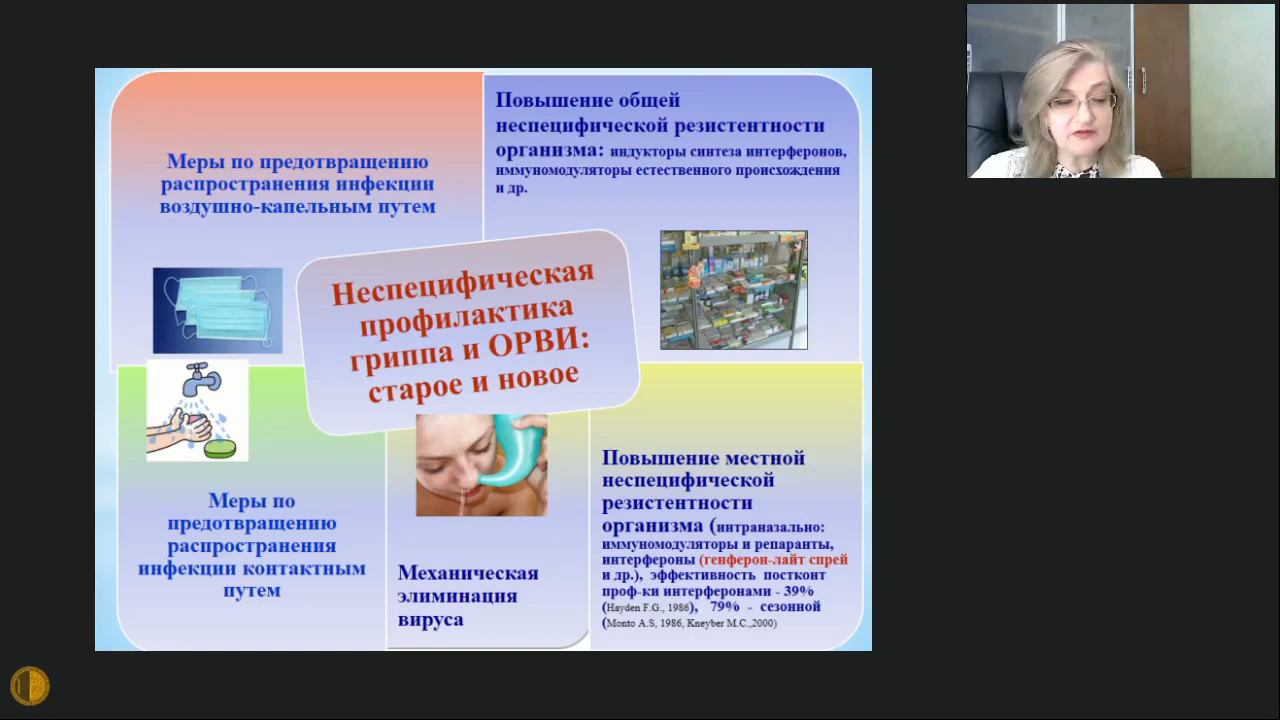 Меры по предотвращению
распространения инфекции
воздушно-капельным путем
Повышение общей
неспецифической резистентности
организма: индукторы синтеза интерферонов,
иммуномодуляторы естественного происхождения
и др.
Неспецифическая
профилактика
гриппа и ОРВИ:
старое и новое
Меры по
предотвращению
распространения
инфекции контактным
путем
Механическая
элиминация
вируса
Повышение местной
неспецифической
резистентности
организма (интраназально:
иммуномодуляторы и репаранты,
интерфероны (генферон-лайт спрей
и др.), эффективность постконт
проф-ки интерферонами - 39%
(Hayden F.G., 1986), 79% - сезонной
(Monto A.S, 1986, Kneyber M.C.,2000)